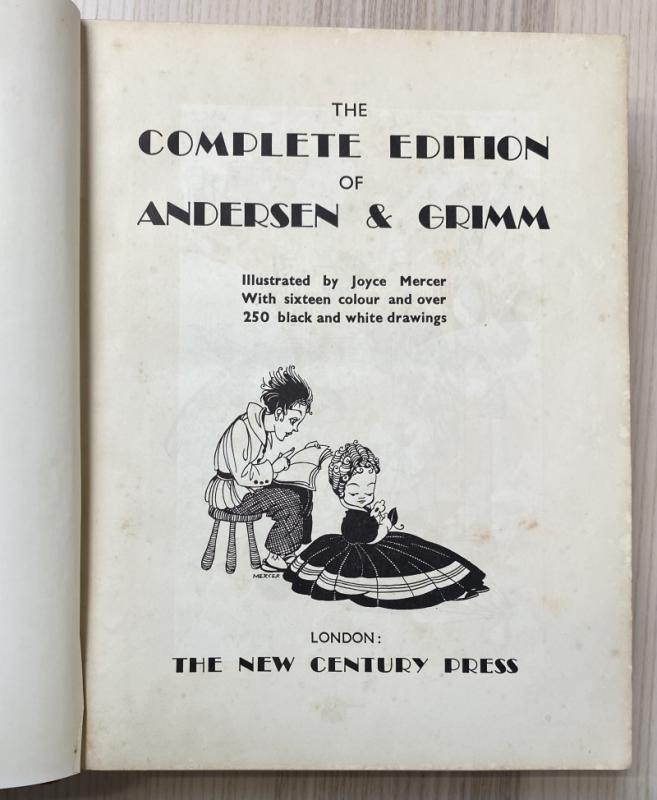 THE
COMPLETE EDITION
OF
ANDERSEN & GRIMM
Illustrated by Joyce Mercer
With sixteen colour and over
250 black and white drawings
MERCER
LONDON:
THE NEW CENTURY PRESS